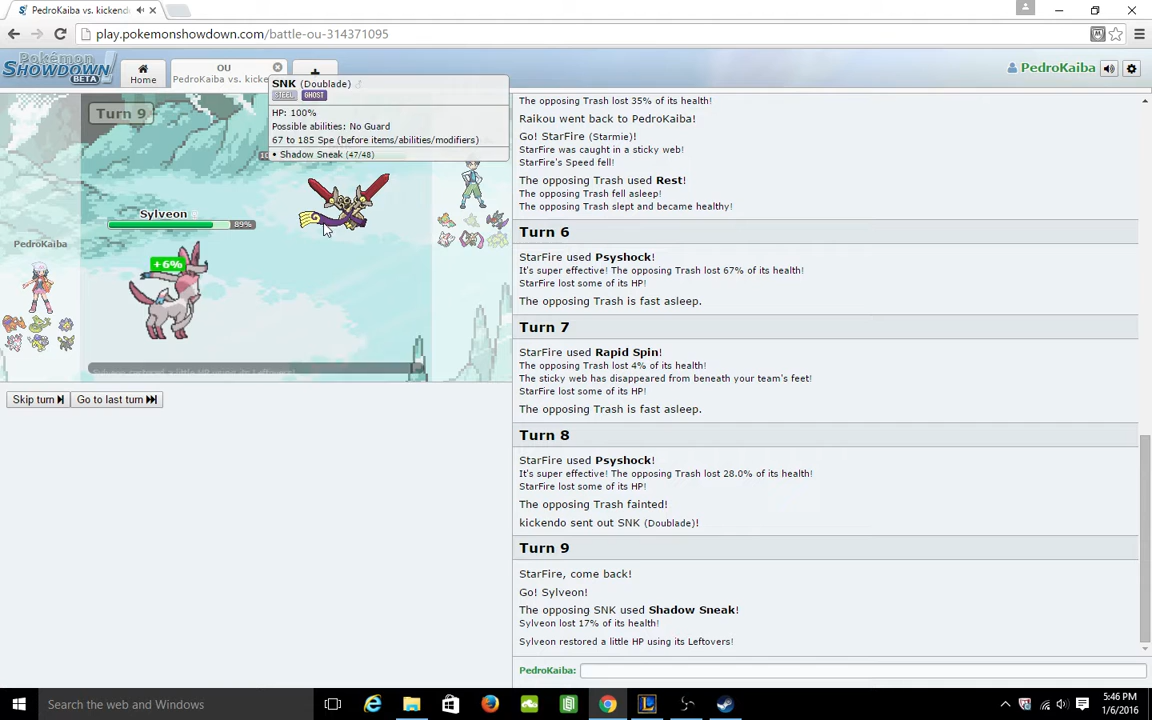 PedroKaiba vs. kickend
play.pokemonshowdown.com/battle-ou-314371095
Pokémon
SHOWDOWN
BETA
Home
OU
PedroKaiba vs. kicke
+
PedroKaiba
SNK (Doublade)
STEEL GHOST
HP: 100%
Possible abilities: No Guard
67 to 185 Spe (before items/abilities/modifiers)
• Shadow Sneak (47/48)
Turn 9
Sylveon
89%
PedroKaiba
+6%
Sylveon restored a little HP using its Leftovers!
Skip turn
Go to last turn
The opposing Trash lost 35% of its health!
Raikou went back to PedroKaiba!
Go! StarFire (Starmie)!
StarFire was caught in a sticky web!
StarFire's Speed fell!
The opposing Trash used Rest!
The opposing Trash fell asleep!
The opposing Trash slept and became healthy!
Turn 6
StarFire used Psyshock!
It's super effective! The opposing Trash lost 67% of its health!
StarFire lost some of its HP!
The opposing Trash is fast asleep.
Turn 7
StarFire used Rapid Spin!
The opposing Trash lost 4% of its health!
The sticky web has disappeared from beneath your team's feet!
StarFire lost some of its HP!
The opposing Trash is fast asleep.
Turn 8
StarFire used Psyshock!
It's super effective! The opposing Trash lost 28.0% of its health!
StarFire lost some of its HP!
The opposing Trash fainted!
kickendo sent out SNK (Doublade)!
Turn 9
StarFire, come back!
Go! Sylveon!
The opposing SNK used Shadow Sneak!
Sylveon lost 17% of its health!
Sylveon restored a little HP using its Leftovers!
PedroKaiba:
Search the web and Windows
5:46 PM
1/6/2016